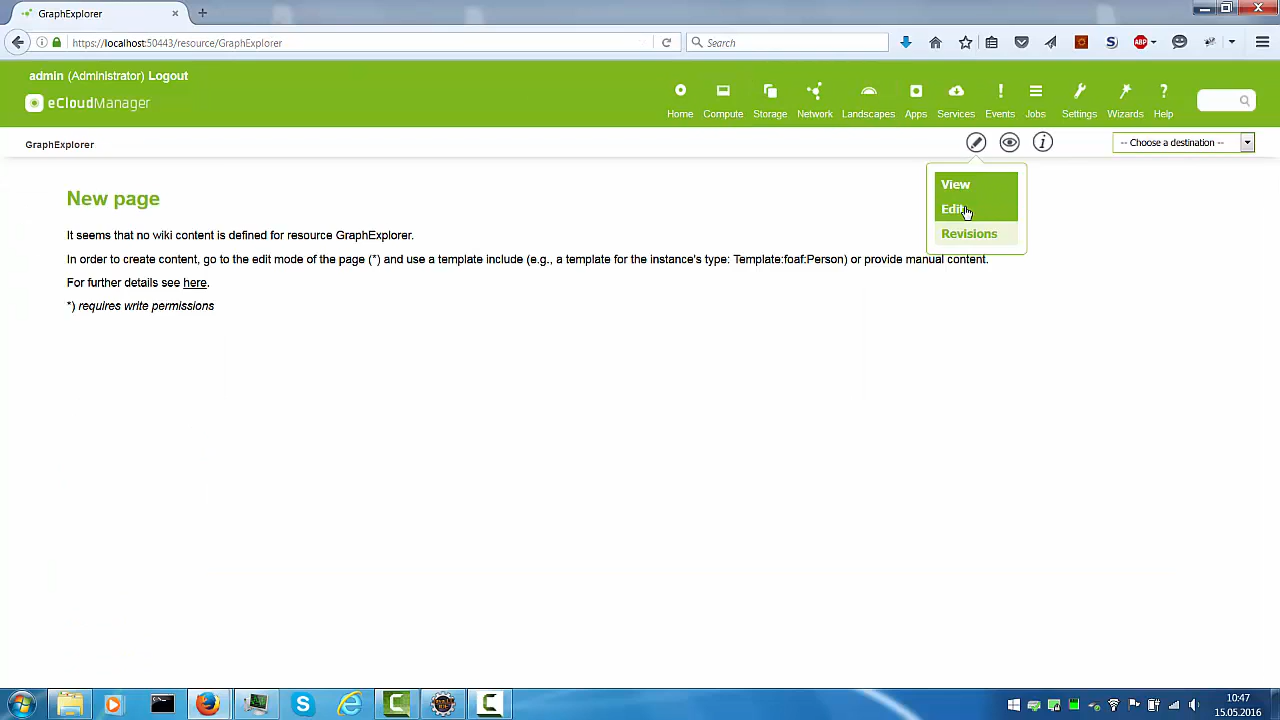 GraphExplorer
https://localhost:50443/resource/GraphExplorer
Search
ABP
admin (Administrator) Logout
eCloudManager
Home Compute Storage Network Landscapes Apps Services Events Jobs Settings Wizards Help
GraphExplorer
-- Choose a destination --
View
Edit
Revisions
New page
It seems that no wiki content is defined for resource GraphExplorer.
In order to create content, go to the edit mode of the page (*) and use a template include (e.g., a template for the instance's type: Template:foaf:Person) or provide manual content.
For further details see here.
*) requires write permissions
10:47
15.05.2016